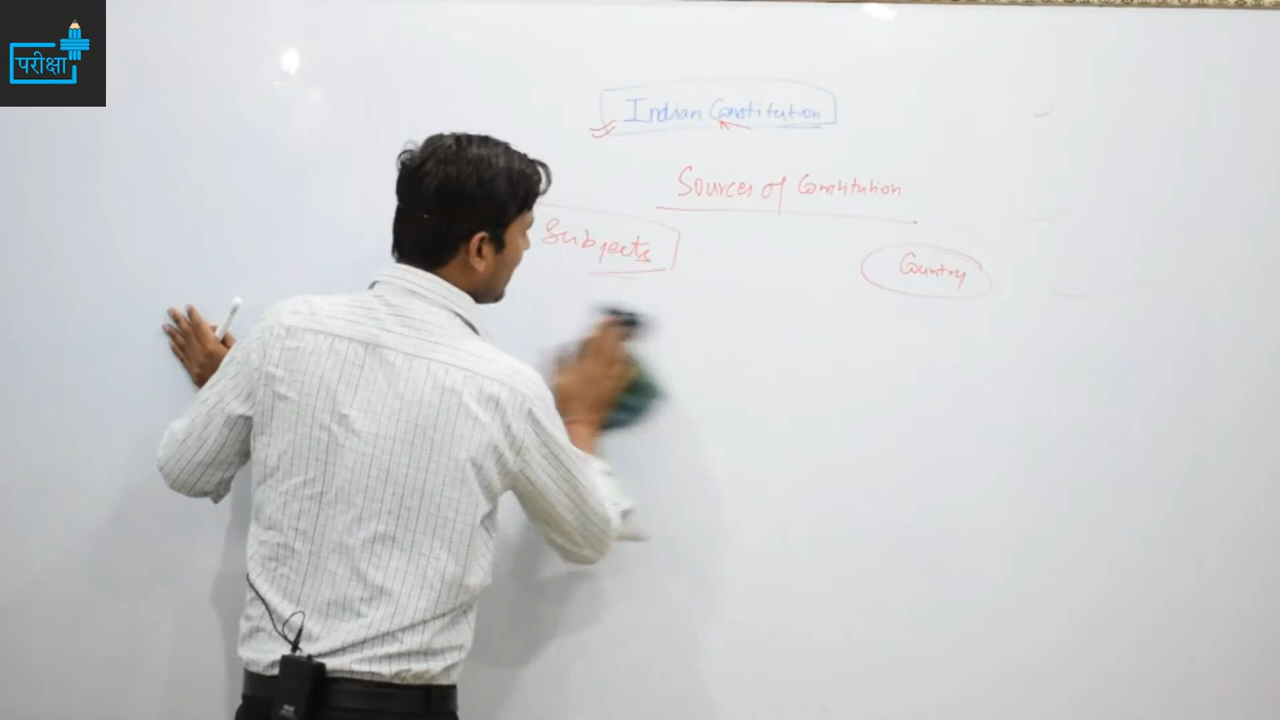 परीक्षा
Indian Constitution
Sources of Constitution
Subjects
Country